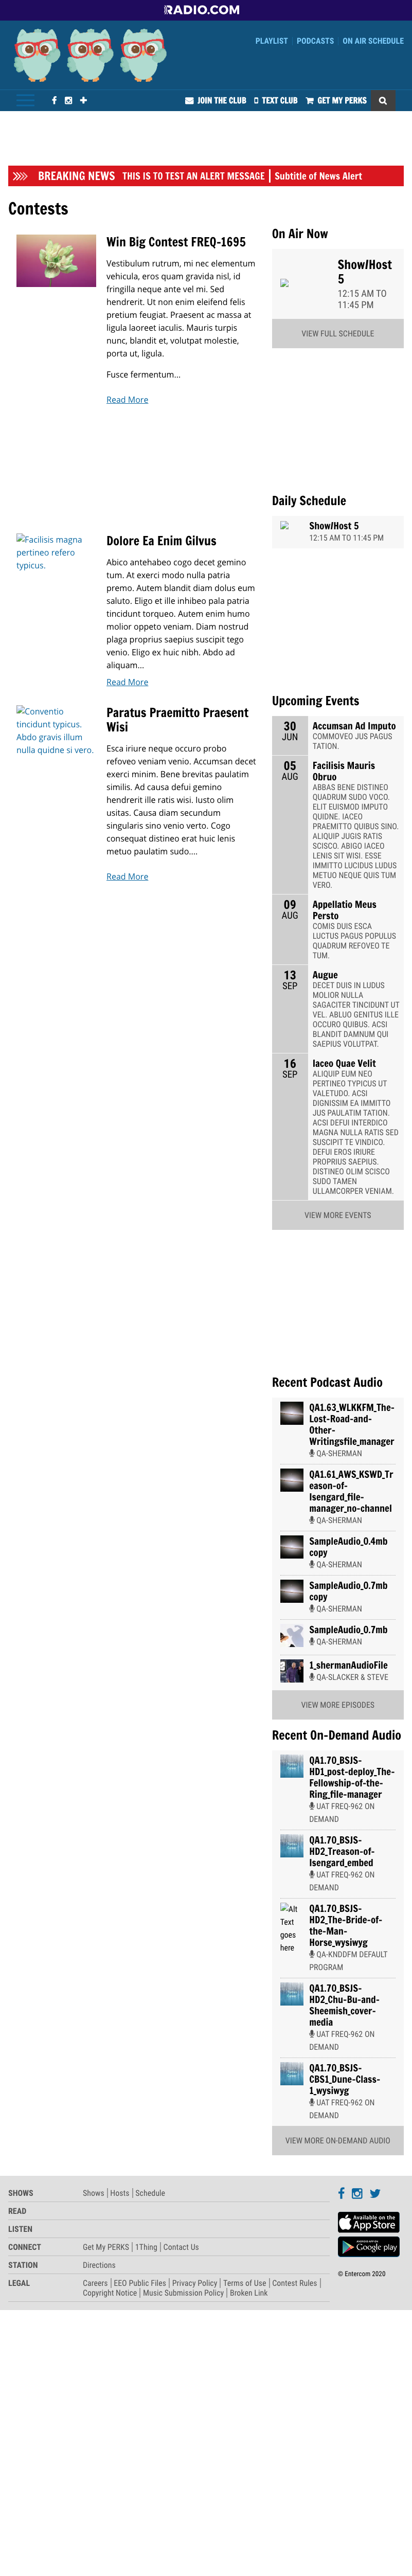 RADIO.COM
PLAYLIST PODCASTS ON AIR SCHEDULE
JOIN THE CLUB TEXT CLUB GET MY PERKS
BREAKING NEWS THIS IS TO TEST AN ALERT MESSAGE Subtitle of News Alert
Contests
Win Big Contest FREQ-1695
Vestibulum rutrum, mi nec elementum
vehicula, eros quam gravida nisl, id
fringilla neque ante vel mi. Sed
hendrerit. Ut non enim eleifend felis
pretium feugiat. Praesent ac massa at
ligula laoreet iaculis. Mauris turpis
nunc, blandit et, volutpat molestie,
porta ut, ligula.
Fusce fermentum...
Read More
Facilisis magna
pertineo refero
typicus.
Dolore Ea Enim Gilvus
Abico antehabeo cogo decet gemino
tum. At exerci modo nulla patria
premo. Autem blandit diam dolus eum
saluto. Eligo et ille inhibeo pala patria
tincidunt torqueo. Autem enim humo
molior oppeto veniam. Diam nostrud
plaga proprius saepius suscipit tego
venio. Eligo ex huic nibh. Abdo ad
aliquam...
Read More
Conventio
tincidunt typicus.
Abdo gravis illum
nulla quidne si vero.
Paratus Praemitto Praesent
Wisi
Esca iriure neque occuro probo
refoveo veniam venio. Accumsan decet
exerci minim. Bene brevitas paulatim
similis. Ad causa defui gemino
hendrerit ille ratis wisi. Iusto olim
usitas. Causa diam secundum
singularis sino venio verto. Cogo
consequat distineo erat huic lenis
metuo paulatim sudo....
Read More
On Air Now
Show/Host
5
12:15 AM TO
11:45 PM
VIEW FULL SCHEDULE
Daily Schedule
Show/Host 5
12:15 AM TO 11:45 PM
Upcoming Events
30
JUN
Accumsan Ad Imputo
COMMOVEO JUS PAGUS
TATION.
05
AUG
Facilisis Mauris
Obruo
ABBAS BENE DISTINEO
QUADRUM SUDO VOCO.
ELIT EUISMOD IMPUTO
QUIDNE. IACEO
PRAEMITTO QUIBUS SINO.
ALIQUIP JUGIS RATIS
SCISCO. ABIGO IACEO
LENIS SIT WISI. ESSE
IMMITTO LUCIDUS LUDUS
METUO NEQUE QUIS TUM
VERO.
09
AUG
Appellatio Meus
Persto
COMIS DUIS ESCA
LUCTUS PAGUS POPULUS
QUADRUM REFOVEO TE
TUM.
13
SEP
Augue
DECET DUIS IN LUDUS
MOLIOR NULLA
SAGACITER TINCIDUNT UT
VEL. ABLUO GENITUS ILLE
OCCURO QUIBUS. ACSI
BLANDIT DAMNUM QUI
SAEPIUS VOLUTPAT.
16
SEP
Iaceo Quae Velit
ALIQUIP EUM NEO
PERTINEO TYPICUS UT
VALETUDO. ACSI
DIGNISSIM EA IMMITTO
JUS PAULATIM TATION.
ACSI DEFUI INTERDICO
MAGNA NULLA RATIS SED
SUSCIPIT TE VINDICO.
DEFUI EROS IRIURE
PROPRIUS SAEPIUS.
DISTINEO OLIM SCISCO
SUDO TAMEN
ULLAMCORPER VENIAM.
VIEW MORE EVENTS
Recent Podcast Audio
QA1.63_WLKKFM_The-
Lost-Road-and-
Other-
Writingsfile_manager
QA-SHERMAN
QA1.61_AWS_KSWD_Tr
eason-of-
Isengard_file-
manager_no-channel
QA-SHERMAN
SampleAudio_0.4mb
copy
QA-SHERMAN
SampleAudio_0.7mb
copy
QA-SHERMAN
SampleAudio_0.7mb
QA-SHERMAN
1_shermanAudioFile
QA-SLACKER & STEVE
VIEW MORE EPISODES
Recent On-Demand Audio
QA1.70_BSJS-
HD1_post-deploy_The-
Fellowship-of-the-
Ring_file-manager
UAT FREQ-962 ON
DEMAND
QA1.70_BSJS-
HD2_Treason-of-
Isengard_embed
UAT FREQ-962 ON
DEMAND
Alt
Text
goes
here
QA1.70_BSJS-
HD2_The-Bride-of-
the-Man-
Horse_wysiwyg
QA-KNDDFM DEFAULT
PROGRAM
QA1.70_BSJS-
HD2_Chu-Bu-and-
Sheemish_cover-
media
UAT FREQ-962 ON
DEMAND
QA1.70_BSJS-
CBS1_Dune-Class-
1_wysiwyg
UAT FREQ-962 ON
DEMAND
VIEW MORE ON-DEMAND AUDIO
SHOWS Shows Hosts Schedule
READ
LISTEN
CONNECT Get My PERKS 1Thing Contact Us
STATION Directions
LEGAL Careers EEO Public Files Privacy Policy Terms of Use Contest Rules
Copyright Notice Music Submission Policy Broken Link
Available on the
App Store
ANDROID APP ON
Google play
© Entercom 2020